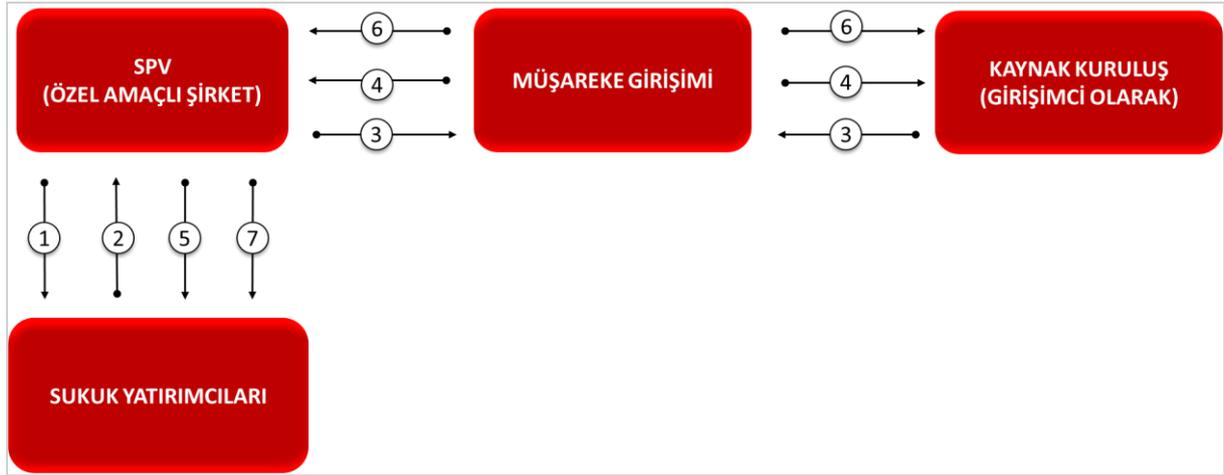 SPV
(ÖZEL AMAÇLI ŞİRKET)
6
4
3
MÜŞAREKE GİRİŞİMİ
6
4
3
KAYNAK KURULUŞ
(GİRİŞİMCİ OLARAK)
1
2
5
7
SUKUK YATIRIMCILARI